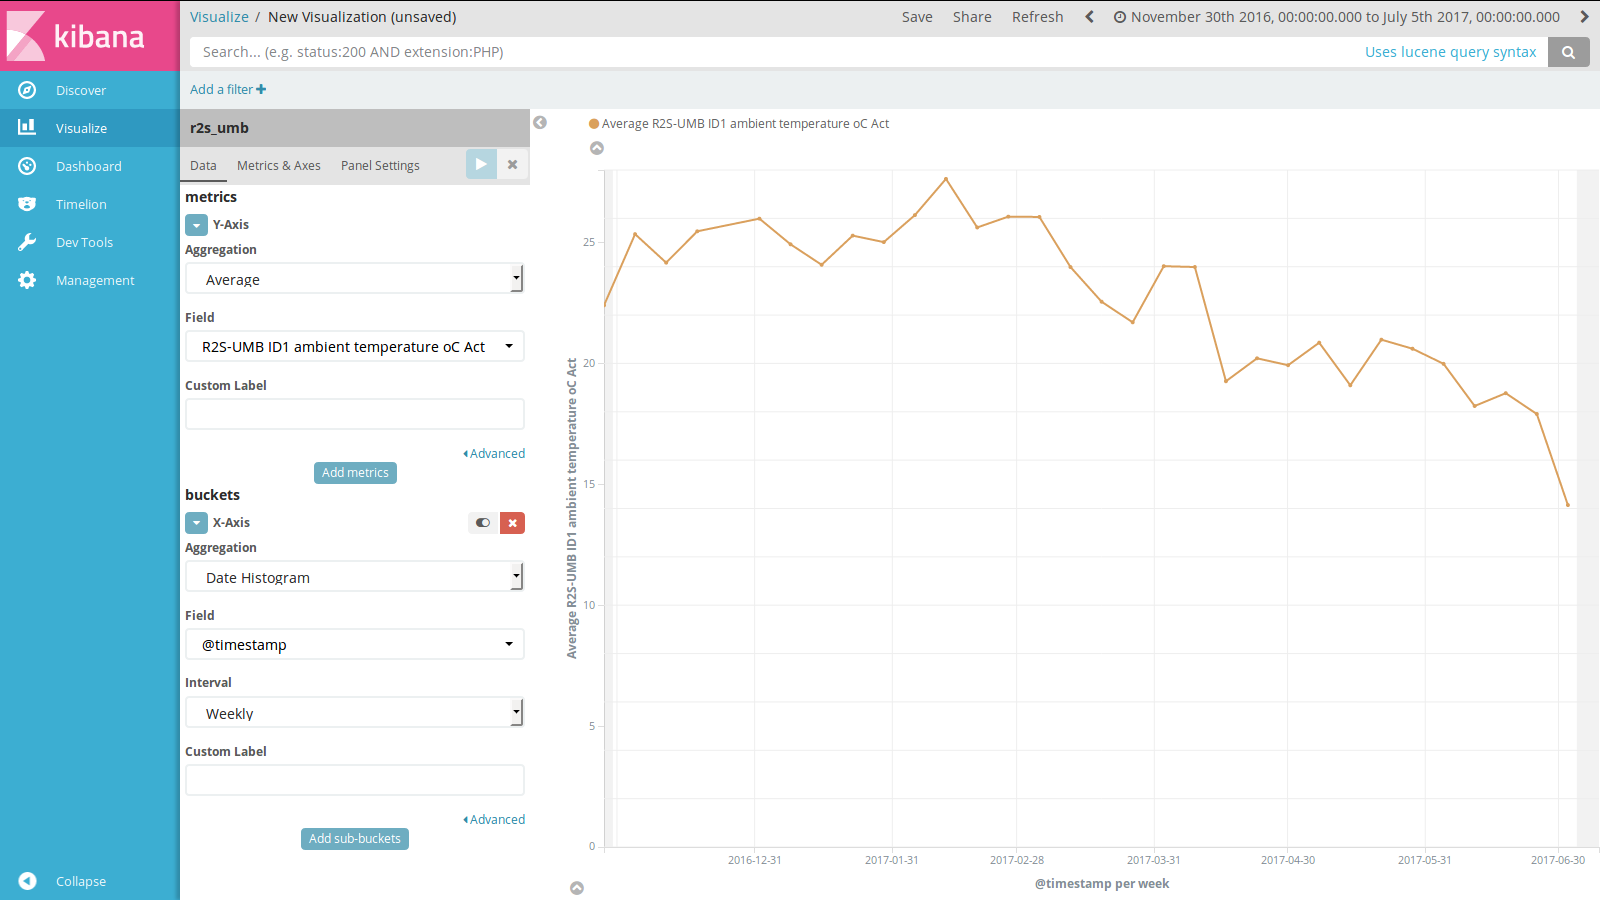 kibana
Visualize / New Visualization (unsaved)
Save Share Refresh November 30th 2016, 00:00:00.000 to July 5th 2017, 00:00:00.000
Search... (e.g. status:200 AND extension:PHP) Uses lucene query syntax
Add a filter
Discover
Visualize
Dashboard
Timelion
Dev Tools
Management
Collapse
r2s_umb
Data Metrics & Axes Panel Settings
metrics
Y-Axis
Aggregation
Average
Field
R2S-UMB ID1 ambient temperature oC Act
Custom Label
Advanced
Add metrics
buckets
X-Axis
Aggregation
Date Histogram
Field
@timestamp
Interval
Weekly
Custom Label
Advanced
Add sub-buckets
Average R2S-UMB ID1 ambient temperature oC Act
Average R2S-UMB ID1 ambient temperature oC Act
25
20
15
10
5
0
2016-12-31 2017-01-31 2017-02-28 2017-03-31 2017-04-30 2017-05-31 2017-06-30
@timestamp per week